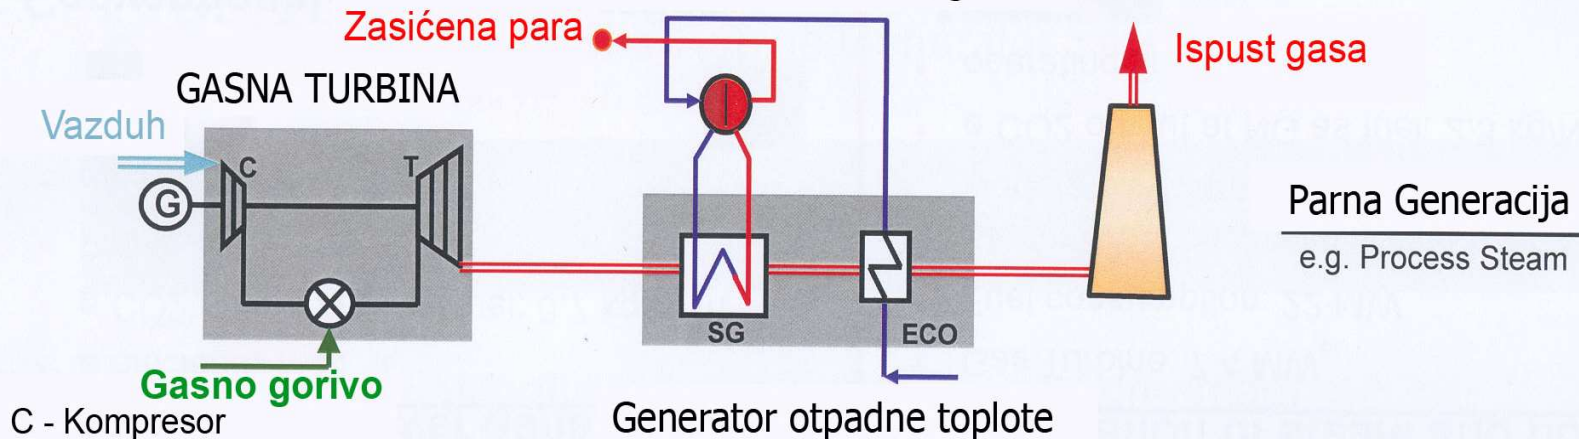 Zasićena para
Ispust gasa
GASNA TURBINA
Vazduh
C
T
G
Parna Generacija
e.g. Process Steam
SG
ECO
Gasno gorivo
C - Kompresor
Generator otpadne toplote